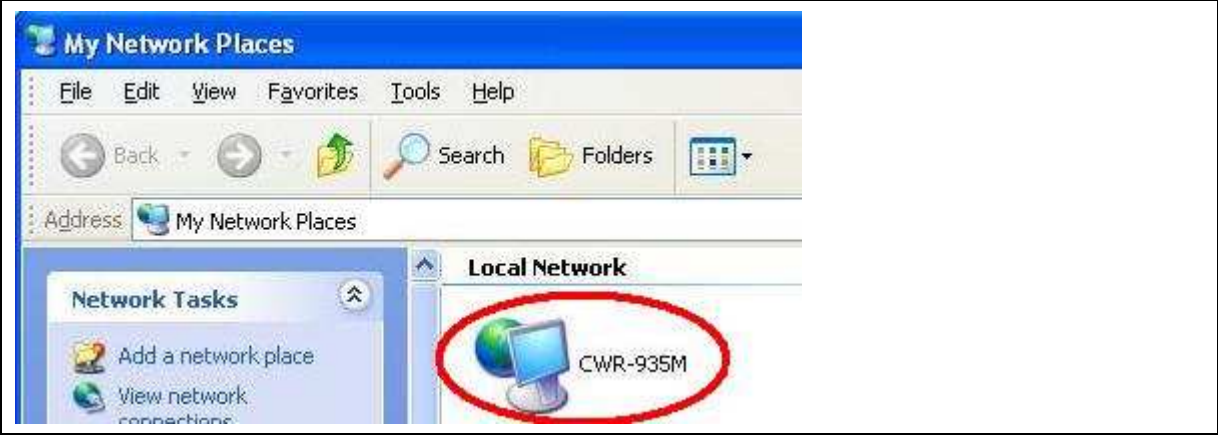 My Network Places
File Edit View Favorites Tools Help
Back Search Folders
Address My Network Places
Local Network
Network Tasks
CWR-935M
Add a network place
View network
connections